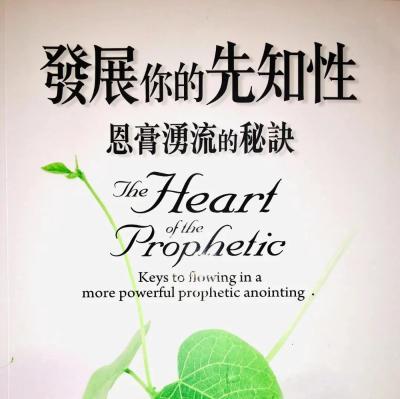 發展你的先知性
恩膏湧流的秘訣
The Heart
of the
Prophetic
Keys to flowing in a
more powerful prophetic anointing.